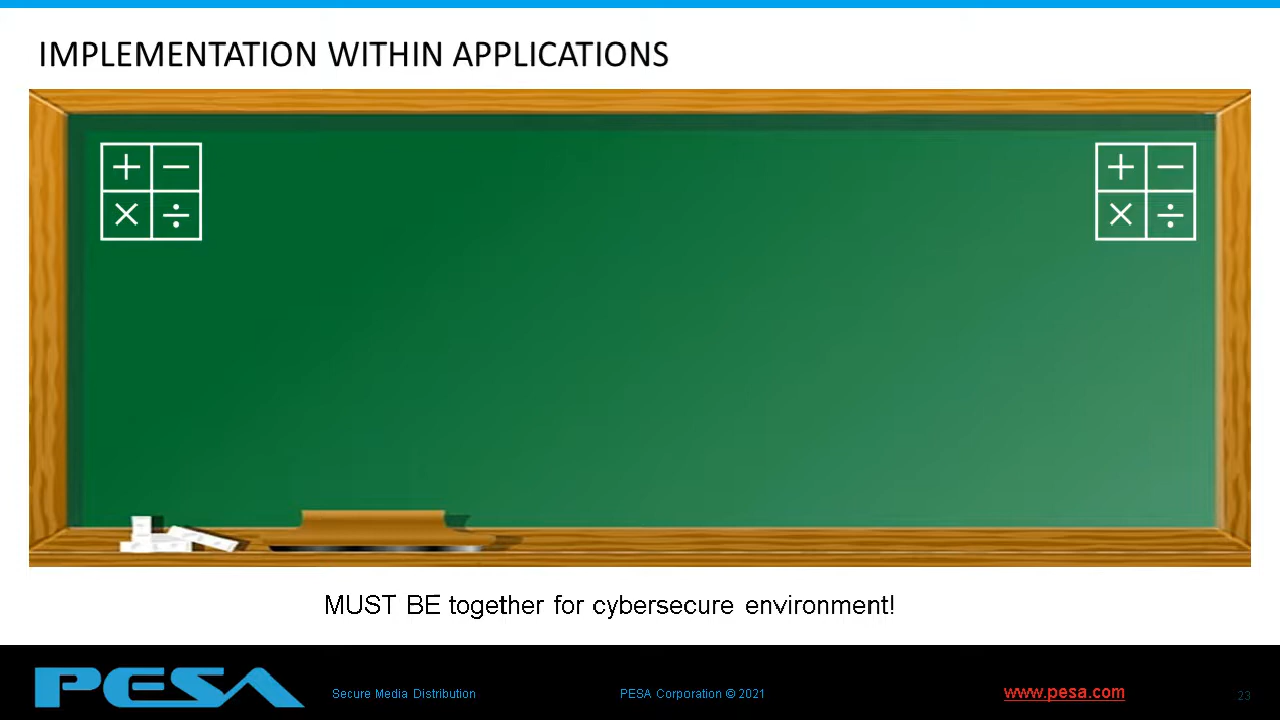 IMPLEMENTATION WITHIN APPLICATIONS
+ − + −
× ÷ × ÷
MUST BE together for cybersecure environment!
PESA
Secure Media Distribution
PESA Corporation © 2021
www.pesa.com
23